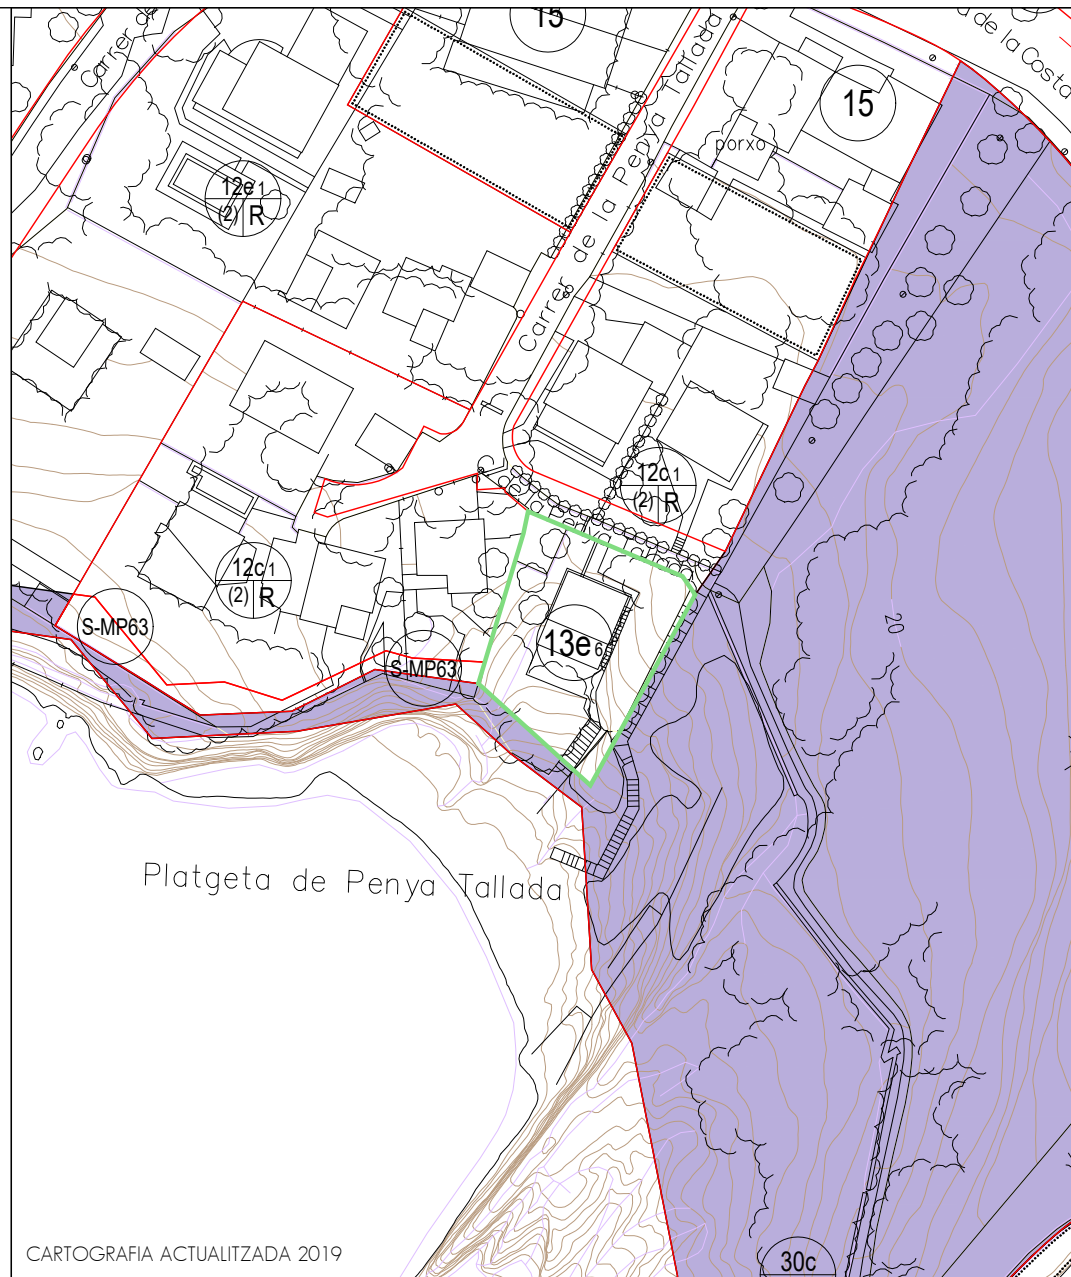 15
Carrer
de la Costa
Carrer de la Penya Tallada
15
porxo
12e1
(2) R
12c1
(2) R
12c1
(2) R
S-MP63
S-MP63
13e6
20
Platgeta de Penya Tallada
30c
CARTOGRAFIA ACTUALITZADA 2019